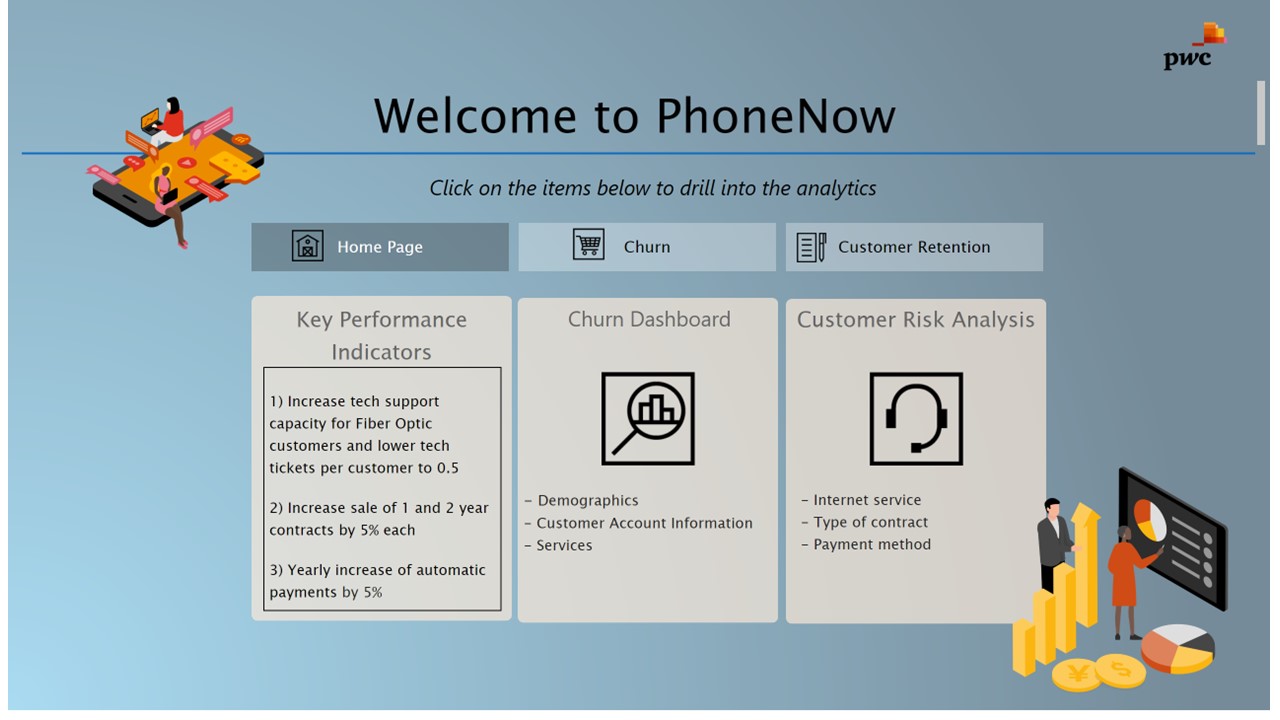 pwc
Welcome to PhoneNow
Click on the items below to drill into the analytics
Home Page
Churn
Customer Retention
Key Performance
Indicators
1) Increase tech support
capacity for Fiber Optic
customers and lower tech
tickets per customer to 0.5
2) Increase sale of 1 and 2 year
contracts by 5% each
3) Yearly increase of automatic
payments by 5%
Churn Dashboard
- Demographics
- Customer Account Information
- Services
Customer Risk Analysis
- Internet service
- Type of contract
- Payment method
¥
$